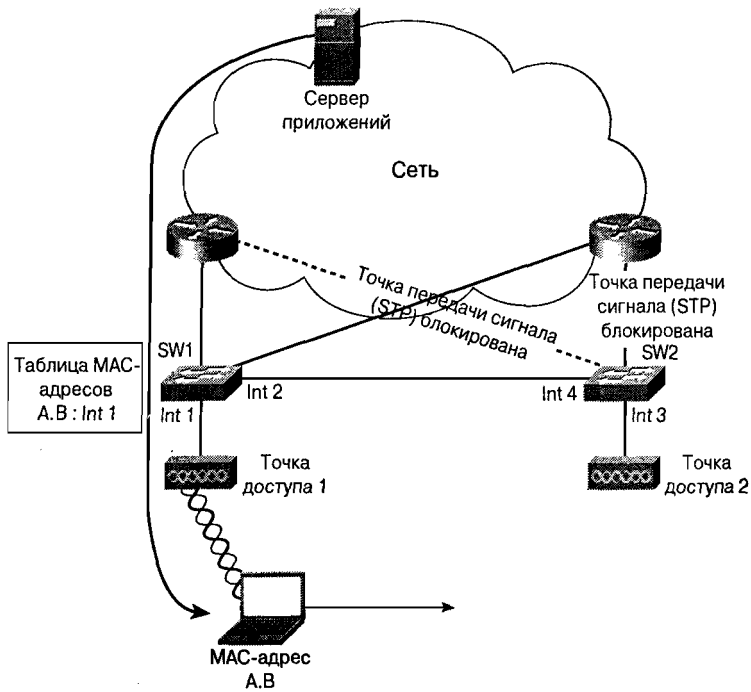 Сервер
приложений
Сеть
Точка передачи сигнала
(STP) блокирована
Точка передачи
сигнала (STP)
блокирована
SW1
SW2
Таблица MAC-
адресов
A.B : Int 1
Int 1
Int 2
Int 4
Int 3
Точка
доступа 1
Точка
доступа 2
MAC-адрес
A.B